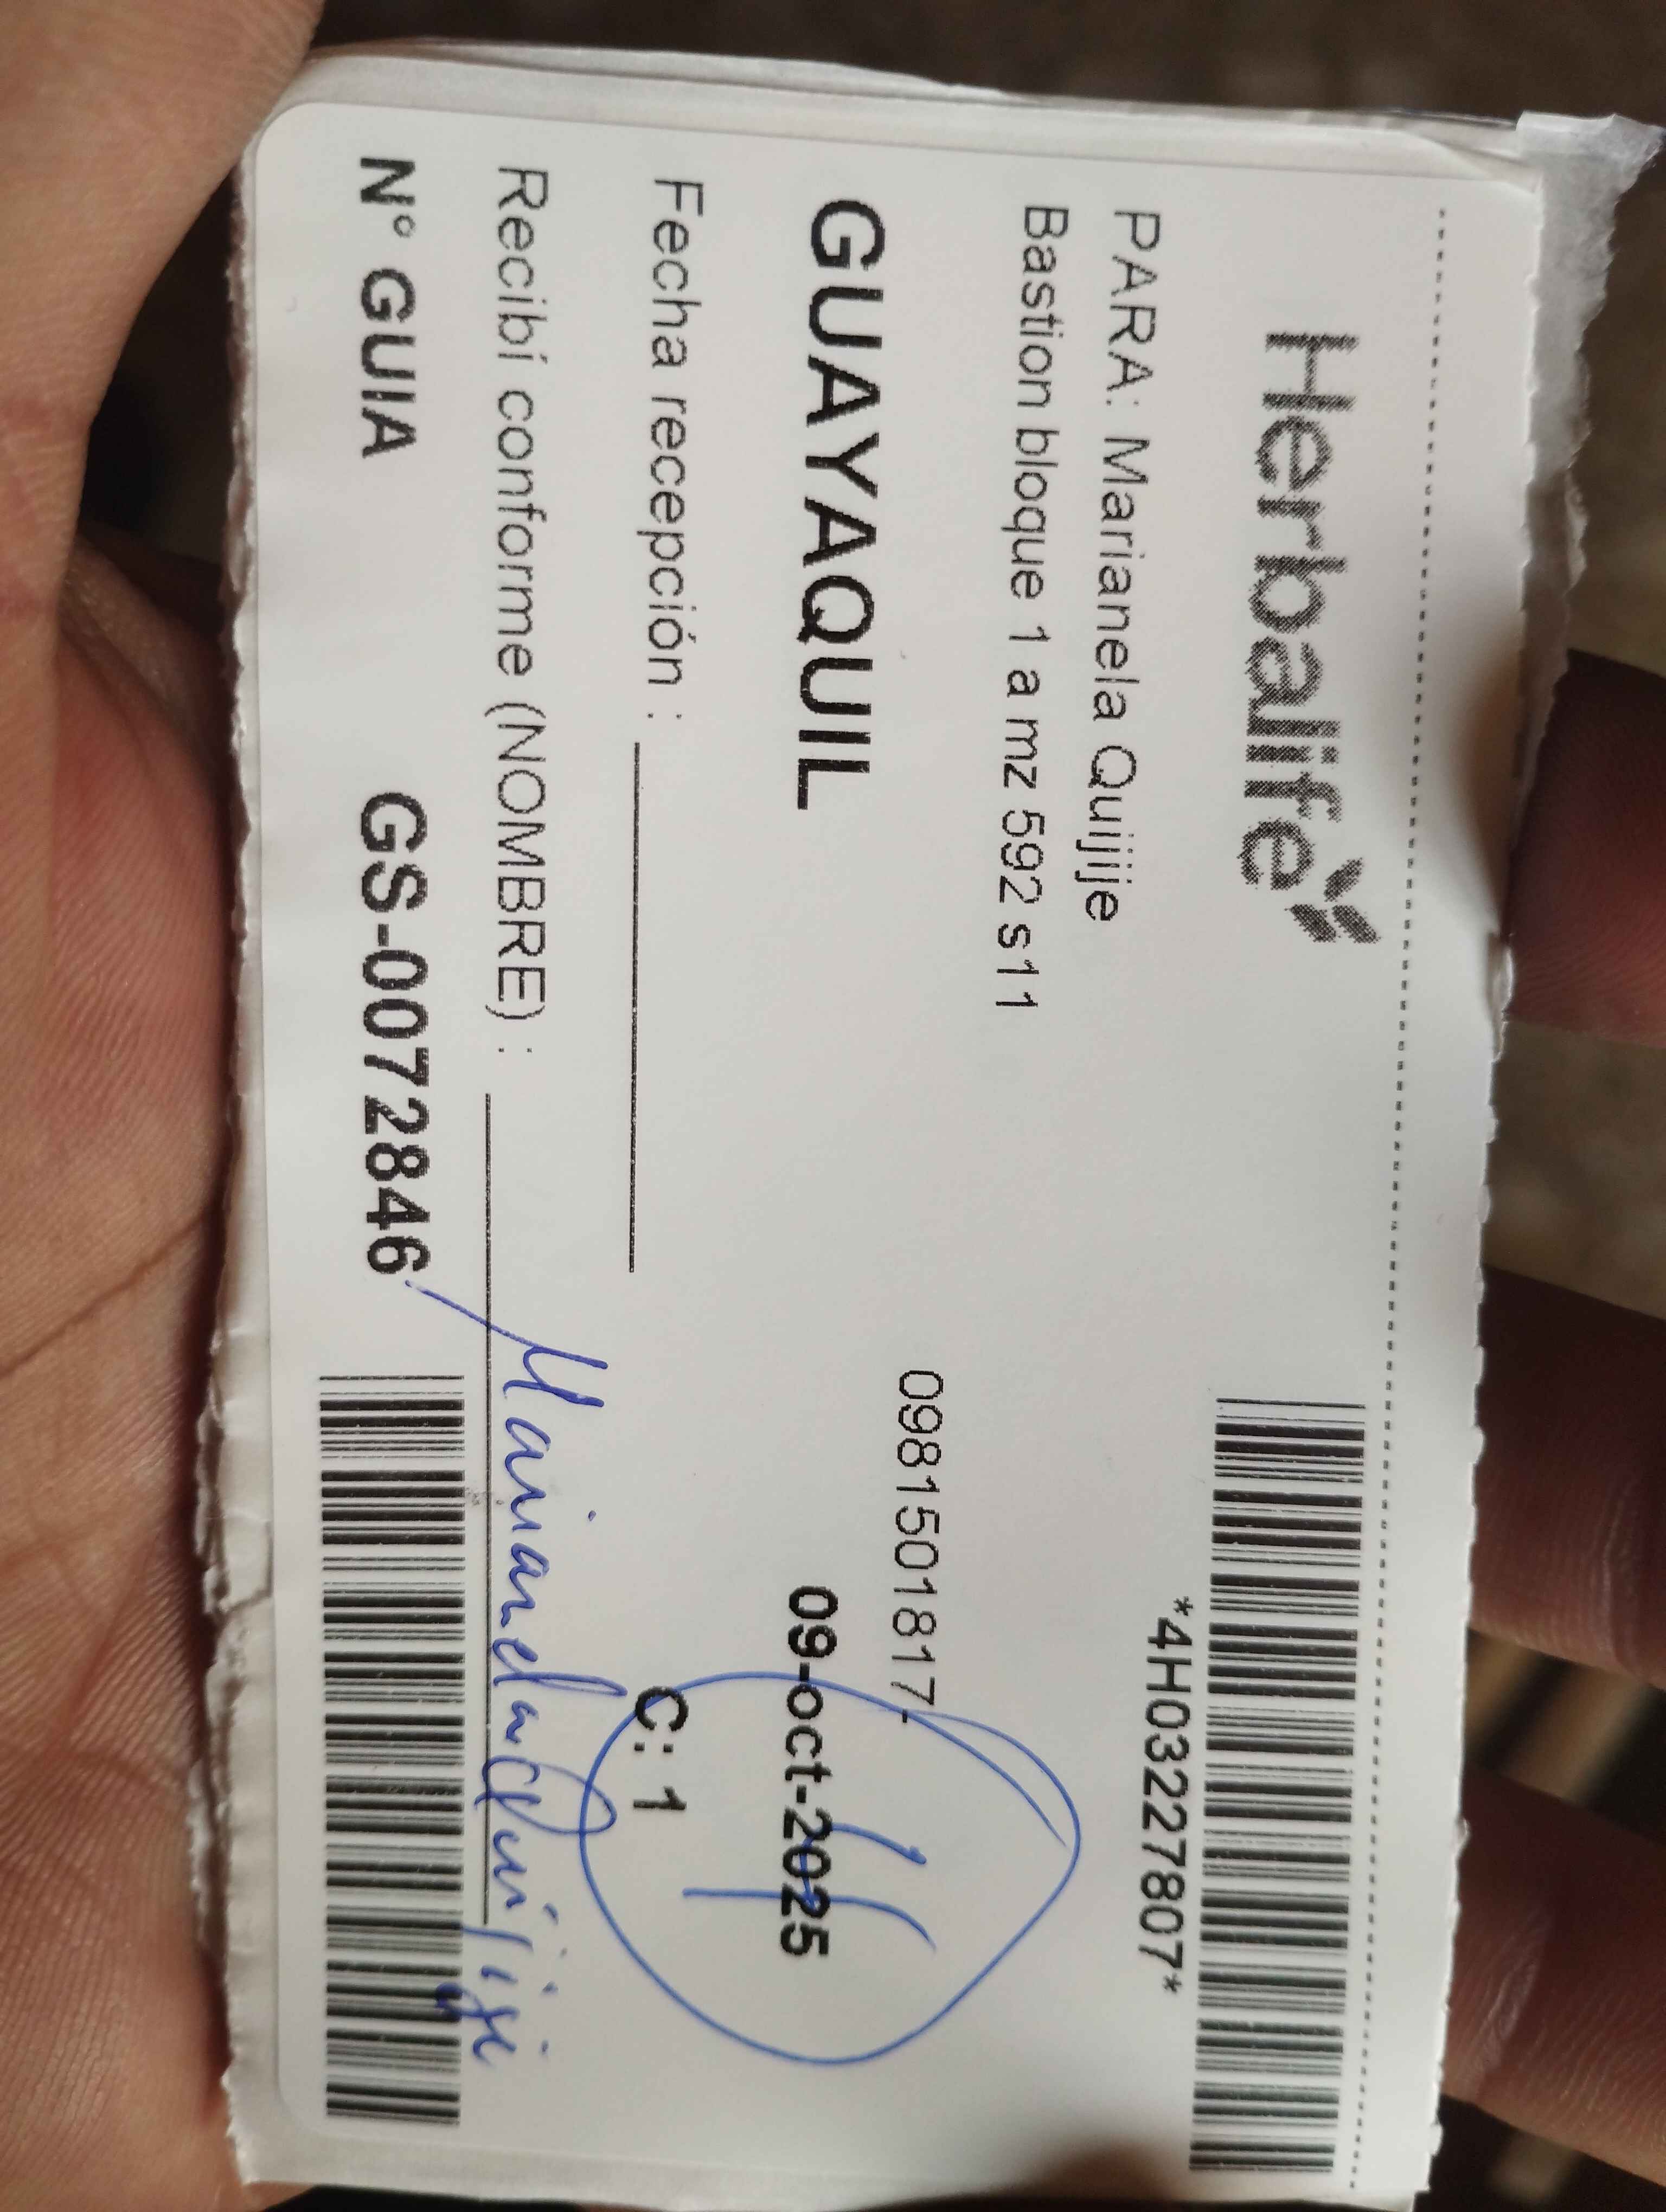 Herbalife
*4H03227807*
PARA: Marianela Quijije
Bastion bloque 1 a mz 592 s11
0981501817-
GUAYAQUIL
09-oct-2025
Fecha recepción :
C: 1
Recibí conforme (NOMBRE) : Marianela Quijije
N° GUIA GS-0072846